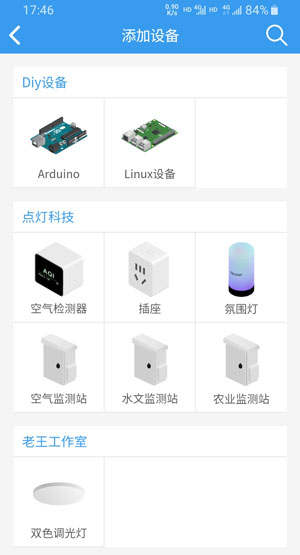 17:46 0.90 K/s HD 4G HD 4G 84%
添加设备
Diy设备
Arduino Linux设备
点灯科技
AQI
空气检测器 插座 氛围灯
空气监测站 水文监测站 农业监测站
老王工作室
双色调光灯